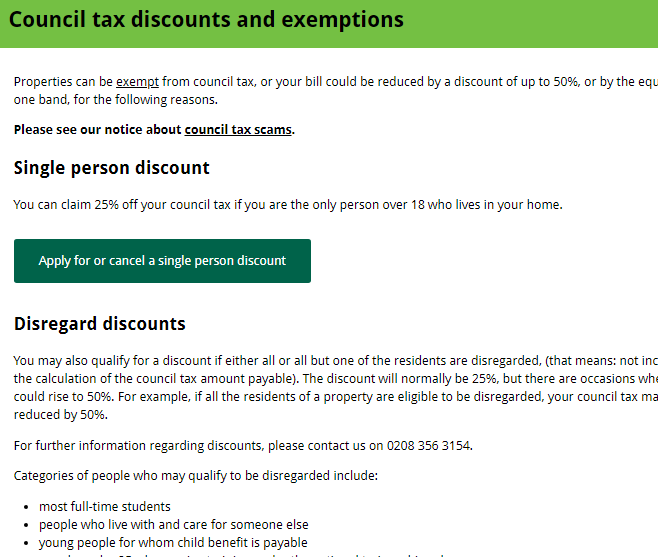 Council tax discounts and exemptions
Properties can be exempt from council tax, or your bill could be reduced by a discount of up to 50%, or by the
one band, for the following reasons.
Please see our notice about council tax scams.
Single person discount
You can claim 25% off your council tax if you are the only person over 18 who lives in your home.
Apply for or cancel a single person discount
Disregard discounts
You may also qualify for a discount if either all or all but one of the residents are disregarded, (that means: not
the calculation of the council tax amount payable). The discount will normally be 25%, but there are occasions
could rise to 50%. For example, if all the residents of a property are eligible to be disregarded, your council tax
reduced by 50%.
For further information regarding discounts, please contact us on 0208 356 3154.
Categories of people who may qualify to be disregarded include:
• most full-time students
• people who live with and care for someone else
• young people for whom child benefit is payable